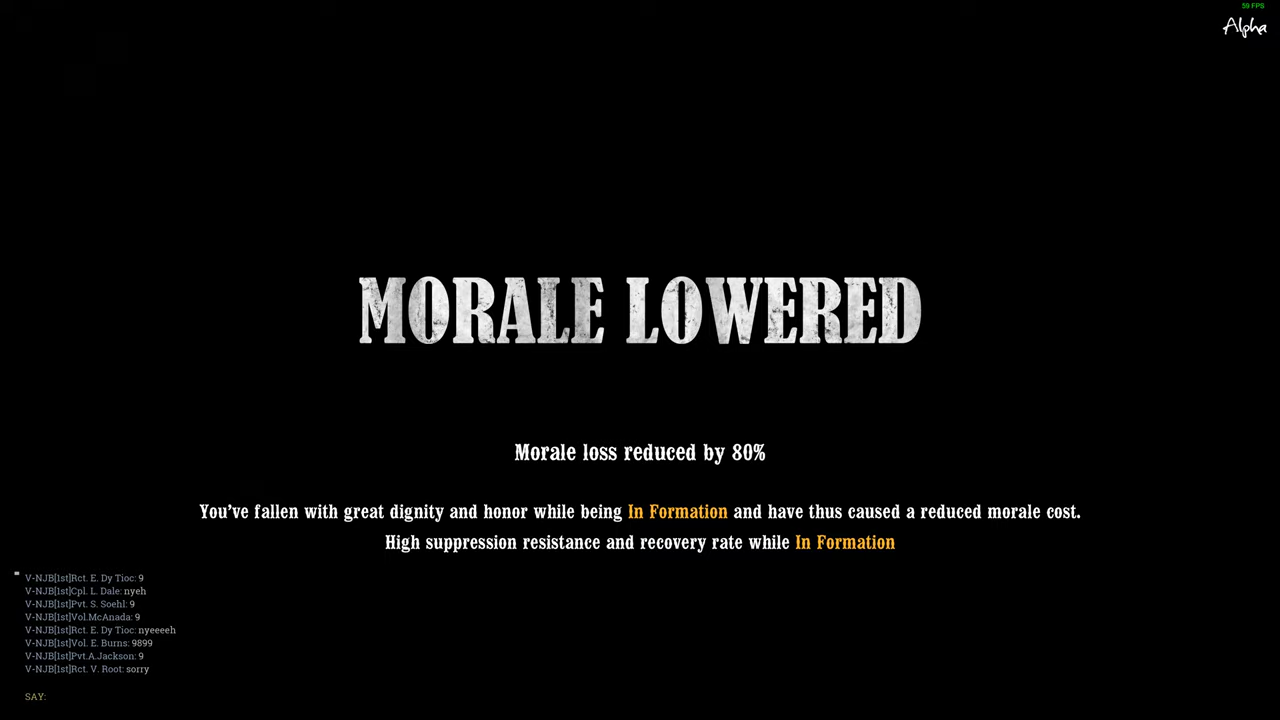 59 FPS
Alpha
MORALE LOWERED
Morale loss reduced by 80%
You've fallen with great dignity and honor while being In Formation and have thus caused a reduced morale cost.
High suppression resistance and recovery rate while In Formation
V-NJB[1st]Rct. E. Dy Tioc: 9
V-NJB[1st]Cpl. L. Dale: nyeh
V-NJB[1st]Pvt. S. Soehl: 9
V-NJB[1st]Vol.McAnada: 9
V-NJB[1st]Rct. E. Dy Tioc: nyeeeeh
V-NJB[1st]Vol. E. Burns: 9899
V-NJB[1st]Pvt.A.Jackson: 9
V-NJB[1st]Rct. V. Root: sorry
SAY: